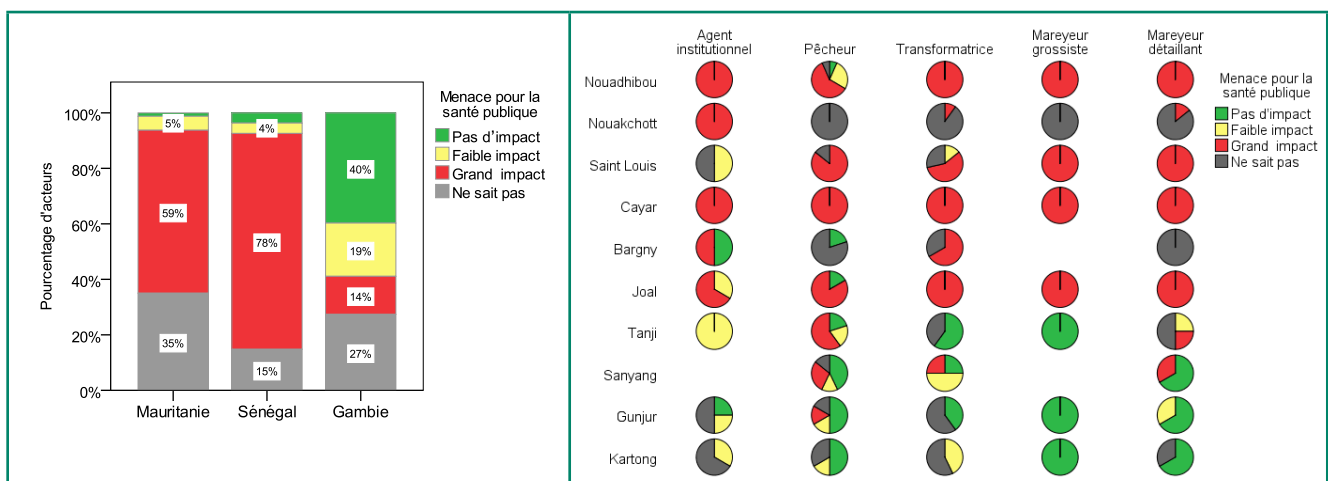 Menace pour la
santé publique
Pas d'impact
Faible impact
Grand impact
Ne sait pas
Pourcentage d'acteurs
100%
80%
60%
40%
20%
0%
5%
59%
35%
4%
78%
15%
40%
19%
14%
27%
Mauritanie
Sénégal
Gambie
Agent
institutionnel
Pêcheur
Transformatrice
Mareyeur
grossiste
Mareyeur
détaillant
Nouadhibou
Nouakchott
Saint Louis
Cayar
Bargny
Joal
Tanji
Sanyang
Gunjur
Kartong
Menace pour la
santé publique
Pas d'impact
Faible impact
Grand impact
Ne sait pas